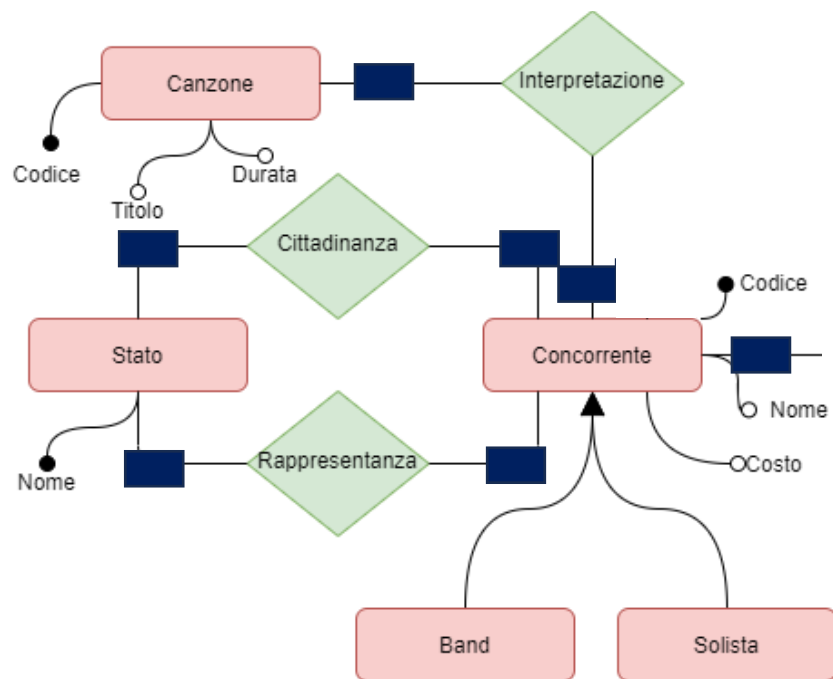 Canzone
Interpretazione
Codice
Durata
Titolo
Cittadinanza
Codice
Stato
Concorrente
Nome
Rappresentanza
Costo
Nome
Band
Solista